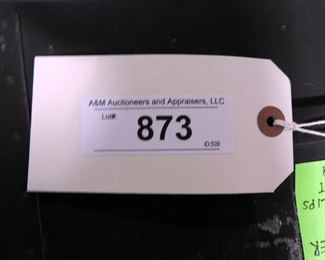 A&M Auctioneers and Appraisers, LLC
Lot#:
873
ID:539